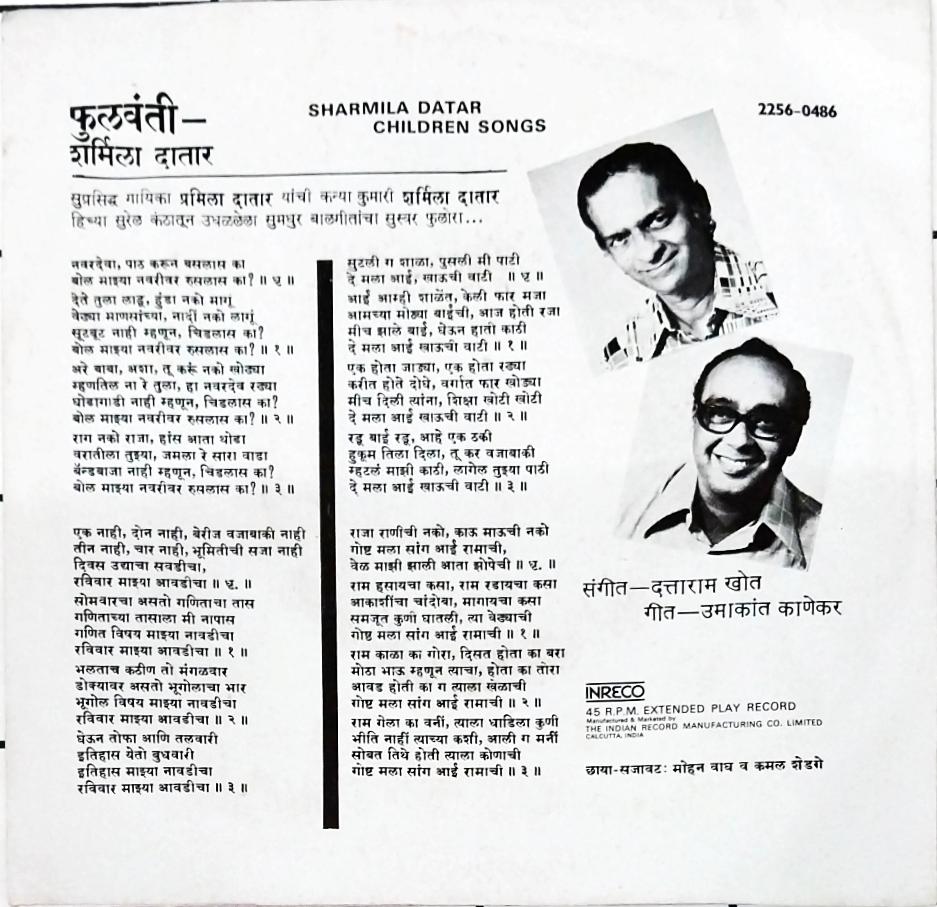 फुलवंती—
शर्मिला दातार
SHARMILA DATAR
CHILDREN SONGS
2256-0486
सुप्रसिद्ध गायिका प्रमिला दातार यांची कन्या कुमारी शर्मिला दातार
हिच्या सुरेल कंठातून उधळलेला सुमधुर बालगीतांचा सुस्वर फुलोरा...
नवरदेवा, पाठ करून बसलास का
बोल माझ्या नवरीवर रुसलास का? ॥ धृ ॥
देते तुला लाडू, हुंडा नको मागूं
वेड्या माणसांच्या, नादीं नको लागूं
सूटबूट नाही म्हणून, चिडलास का?
बोल माझ्या नवरीवर रुसलास का? ॥ १ ॥
अरे बाबा, अशा, तू करूं नको खोड्या
म्हणतिल ना रे तुला, हा नवरदेव रड्या
घोडागाडी नाही म्हणून, चिडलास का?
बोल माझ्या नवरीवर रुसलास का? ॥ २ ॥
राग नको राजा, हांस आता थोडा
वरातीला तुझ्या, जमला रे सारा वाडा
बॅन्डबाजा नाही म्हणून, चिडलास का?
बोल माझ्या नवरीवर रुसलास का? ॥ ३ ॥
एक नाही, दोन नाही, बेरीज वजाबाकी नाही
तीन नाही, चार नाही, भूमितीची सजा नाही
दिवस उद्याचा सवडीचा,
रविवार माझ्या आवडीचा ॥ धृ. ॥
सोमवारचा असतो गणिताचा तास
गणिताच्या तासाला मी नापास
गणित विषय माझ्या नावडीचा
रविवार माझ्या आवडीचा ॥ १ ॥
भलताच कठीण तो मंगळवार
डोक्यावर असतो भूगोलाचा भार
भूगोल विषय माझ्या नावडीचा
रविवार माझ्या आवडीचा ॥ २ ॥
घेऊन तोफा आणि तलवारी
इतिहास येतो बुधवारी
इतिहास माझ्या नावडीचा
रविवार माझ्या आवडीचा ॥ ३ ॥
सुटली ग शाळा, पुसली मी पाटी
दे मला आई, खाऊची वाटी ॥ धृ ॥
आई आम्ही शाळेंत, केली फार मजा
आमच्या मोठ्या बाईंची, आज होती रजा
मीच झाले बाई, घेऊन हातो काठी
दे मला आई खाऊची वाटी ॥ १ ॥
एक होता जाड्या, एक होता रड्या
करीत होते दोघे, वर्गात फार खोड्या
मीच दिली त्यांना, शिक्षा खोटी खोटी
दे मला आई खाऊची वाटी ॥ २ ॥
रडू बाई रडू, आहे एक ठकी
हुकूम तिला दिला, तू कर वजाबाकी
म्हटलं माझी काठी, लागेल तुझ्या पाठी
दे मला आई खाऊची वाटी ॥ ३ ॥
राजा राणीची नको, काऊ माऊची नको
गोष्ट मला सांग आई रामाची,
वेळ माझी झाली आता झोपेची ॥ धृ. ॥
राम हसायचा कसा, राम रडायचा कसा
आकाशींचा चांदोबा, मागायचा कसा
समजूत कुणी घातली, त्या वेड्याची
गोष्ट मला सांग आई रामाची ॥ १ ॥
राम काळा का गोरा, दिसत होता का बरा
मोठा भाऊ म्हणून त्याचा, होता का तोरा
आवड होती का ग त्याला खेळाची
गोष्ट मला सांग आई रामाची ॥ २ ॥
राम गेला का वनीं, त्याला धाडिला कुणी
भीति नाहीं त्याच्या कशी, आली ग मनीं
सोबत तिथे होती त्याला कोणाची
गोष्ट मला सांग आई रामाची ॥ ३ ॥
संगीत—दत्ताराम खोत
गीत—उमाकांत काणेकर
INRECO
45 R.P.M. EXTENDED PLAY RECORD
Manufactured & Marketed by
THE INDIAN RECORD MANUFACTURING CO. LIMITED
CALCUTTA, INDIA
छाया-सजावट: मोहन वाघ व कमल शेडगे